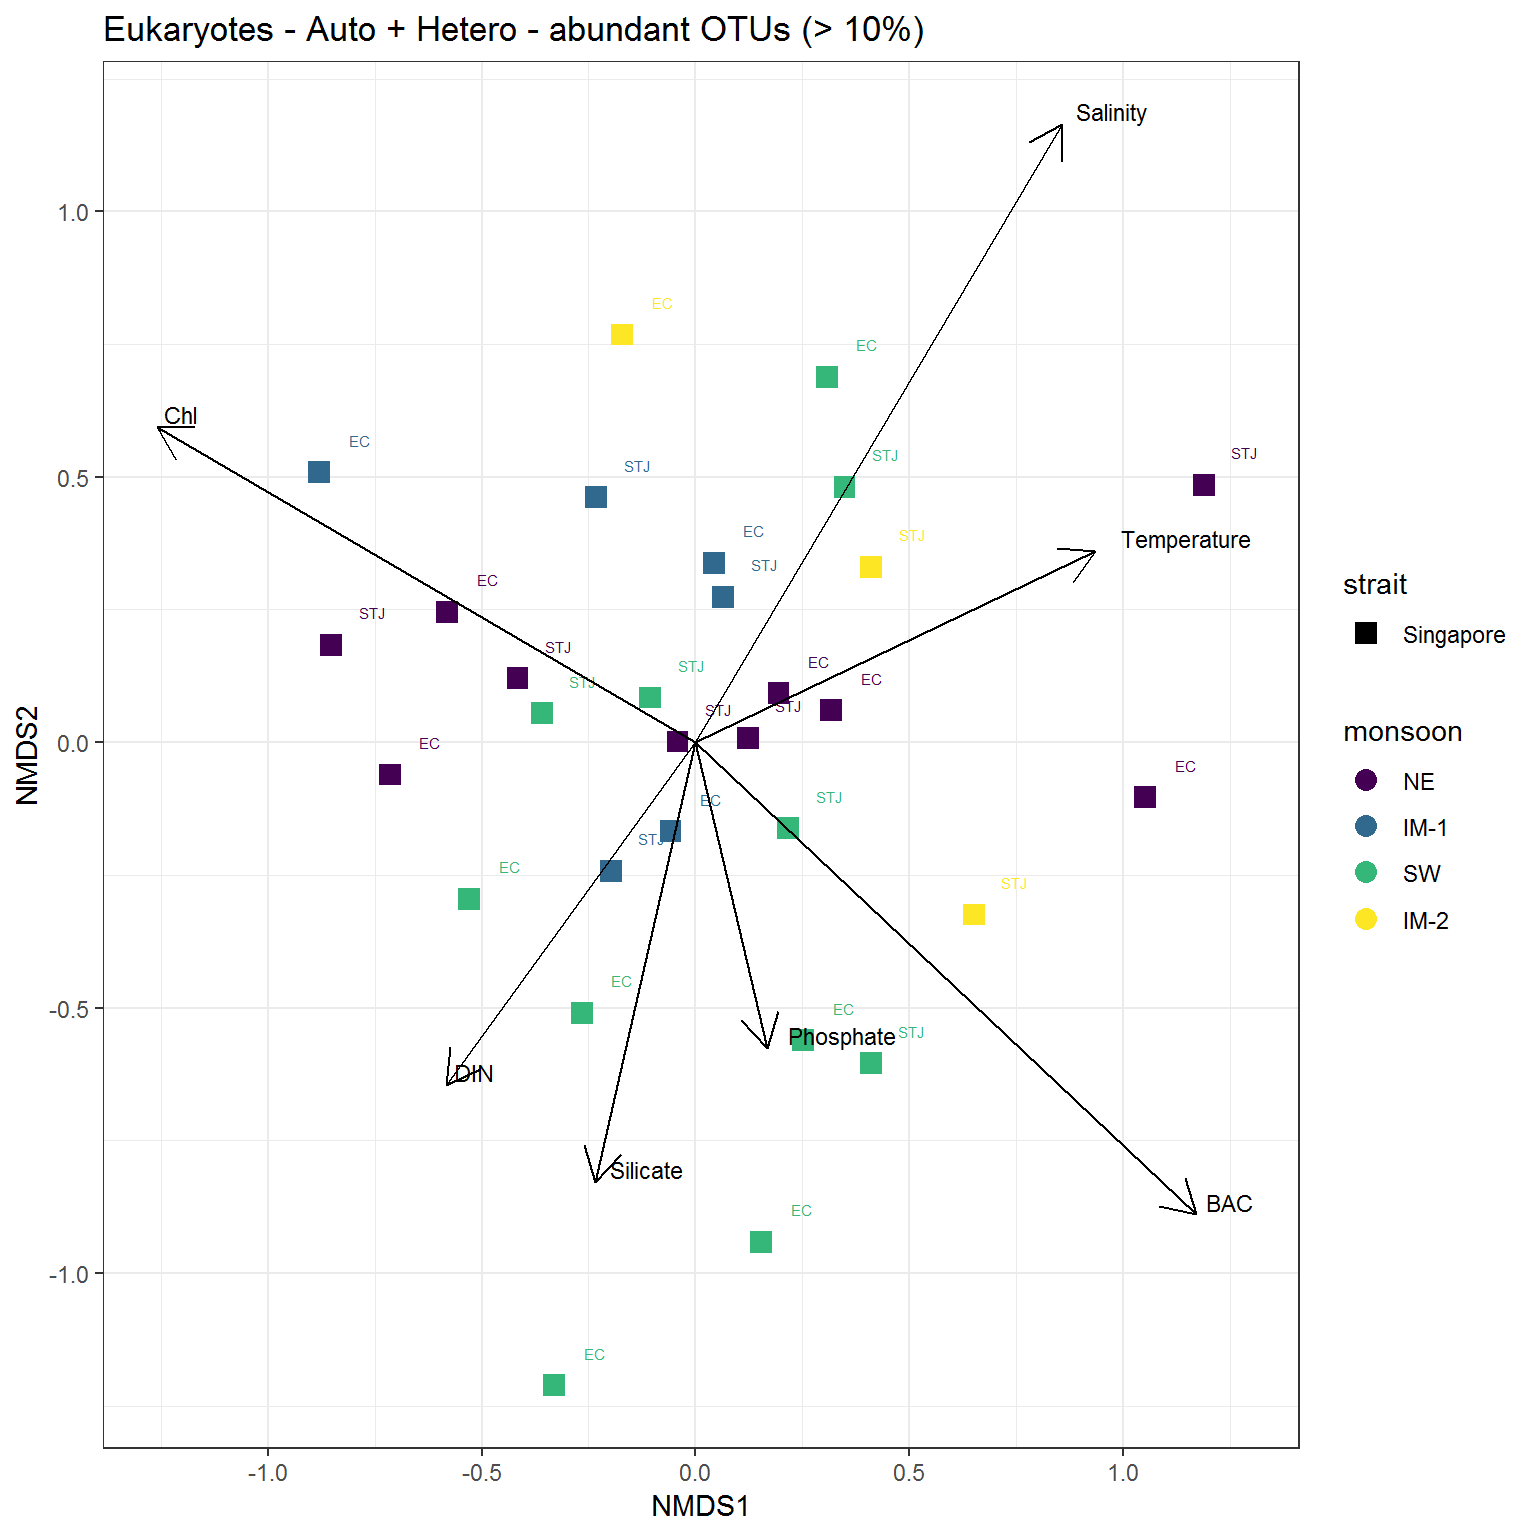 Eukaryotes - Auto + Hetero - abundant OTUs (> 10%)
Salinity
EC
EC
Chl
EC
STJ
STJ
STJ
EC
STJ
Temperature
STJ
EC
STJ
STJ
STJ
STJ
EC
EC
STJ
STJ
EC
EC
EC
STJ
STJ
EC
STJ
EC
EC
STJ
Phosphate
DIN
Silicate
BAC
EC
EC
1.0
0.5
0.0
-0.5
-1.0
NMDS2
-1.0
-0.5
0.0
0.5
1.0
NMDS1
strait
Singapore
monsoon
NE
IM-1
SW
IM-2